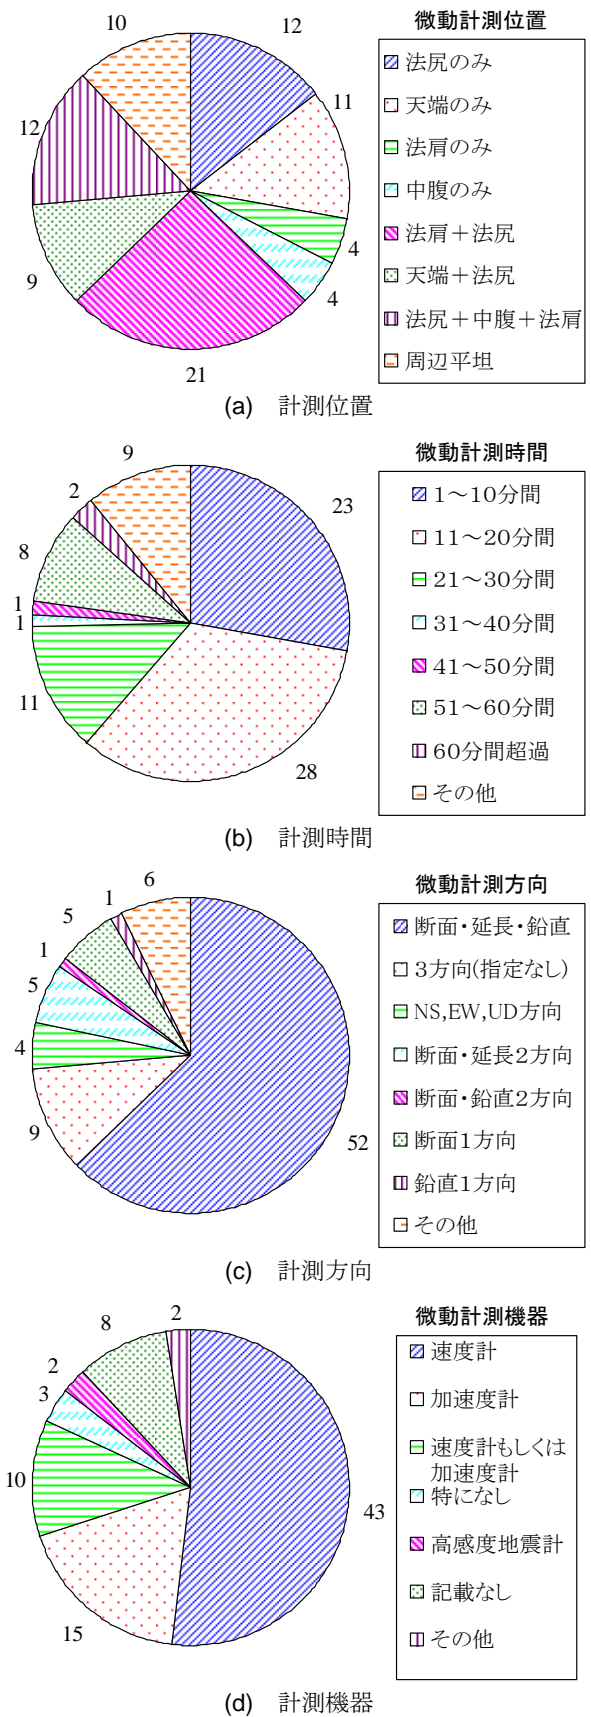 微動計測位置
10
12
11
12
4
9
4
21
法尻のみ
天端のみ
法肩のみ
中腹のみ
法肩＋法尻
天端＋法尻
法尻＋中腹＋法肩
周辺平坦
(a) 計測位置
微動計測時間
9
2
23
8
1
1
11
28
1～10分間
11～20分間
21～30分間
31～40分間
41～50分間
51～60分間
60分間超過
その他
(b) 計測時間
微動計測方向
6
1
5
1
5
4
9
52
断面・延長・鉛直
3方向(指定なし)
NS,EW,UD方向
断面・延長2方向
断面・鉛直2方向
断面1方向
鉛直1方向
その他
(c) 計測方向
微動計測機器
2
8
2
3
10
43
15
速度計
加速度計
速度計もしくは
加速度計
特になし
高感度地震計
記載なし
その他
(d) 計測機器